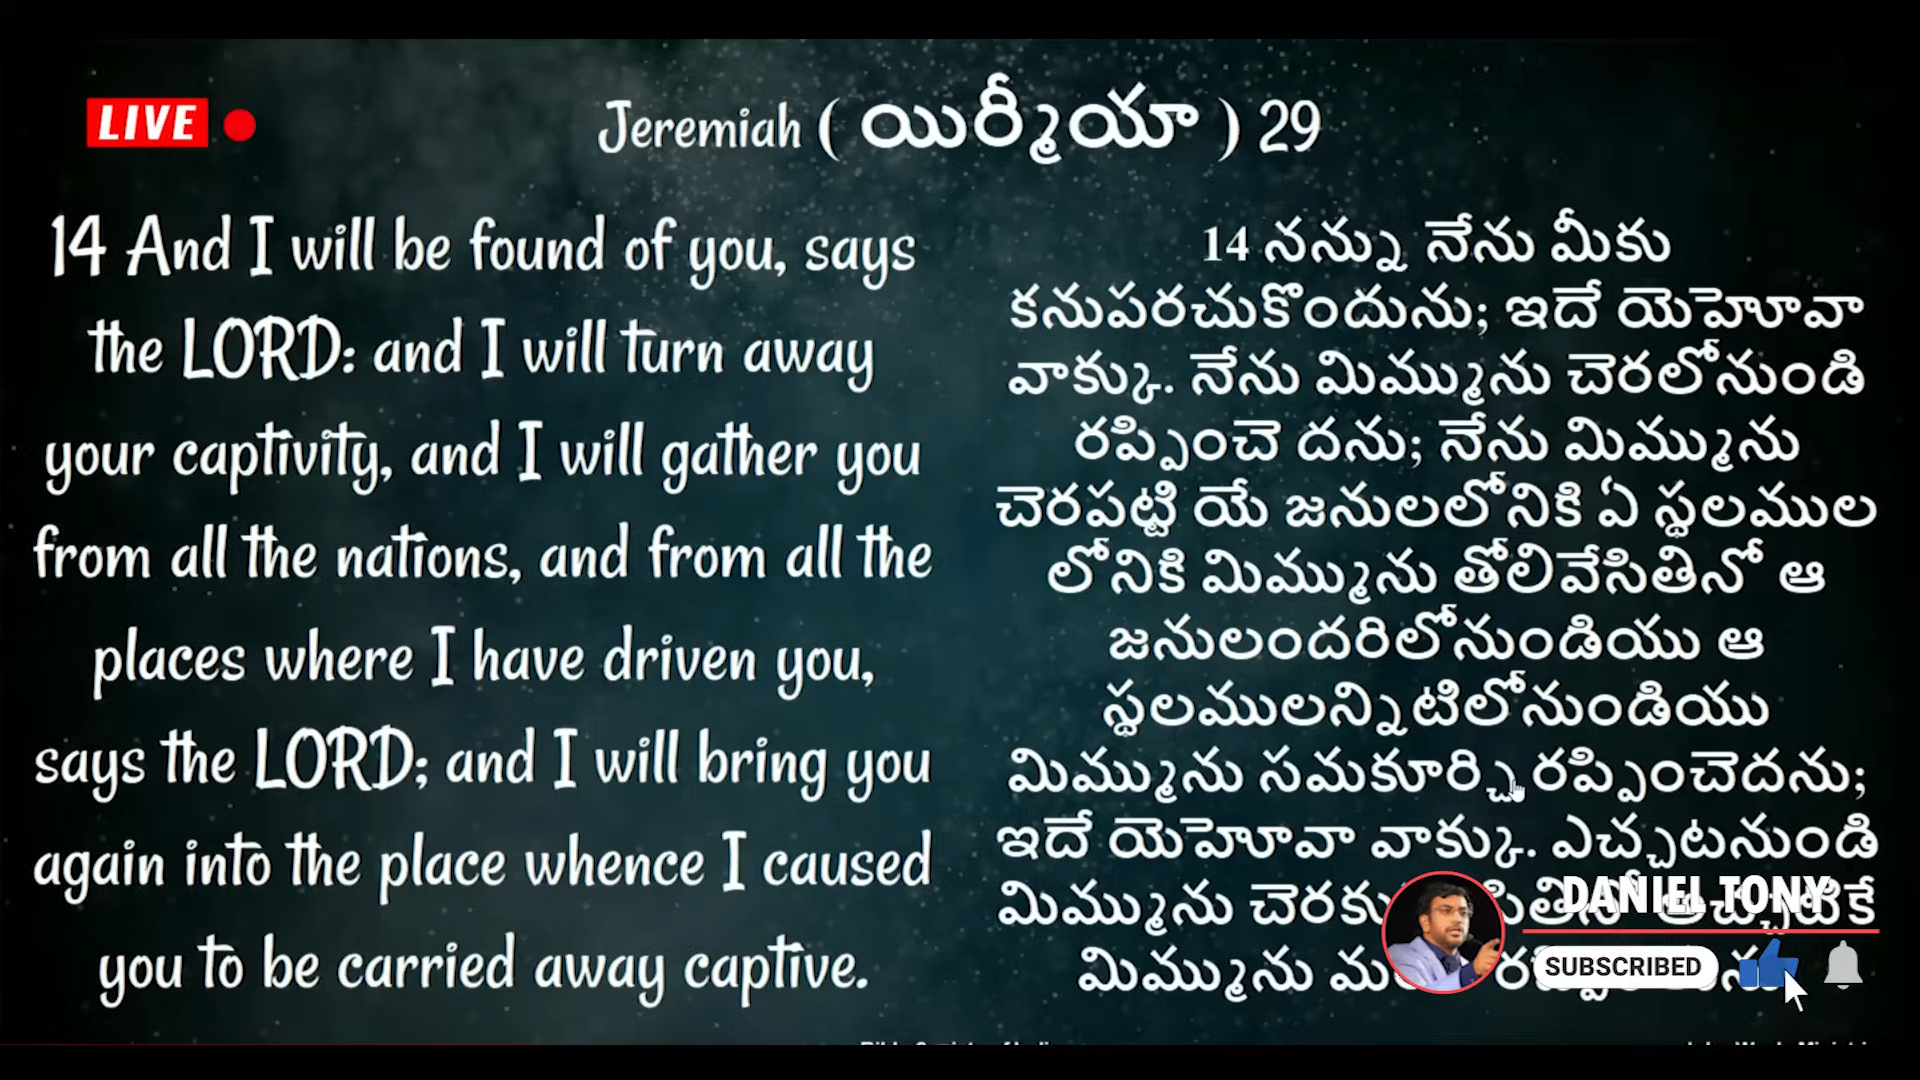 LIVE
Jeremiah ( యిర్మీయా ) 29
14 And I will be found of you, says
the LORD: and I will turn away
your captivity, and I will gather you
from all the nations, and from all the
places where I have driven you,
says the LORD; and I will bring you
again into the place whence I caused
you to be carried away captive.
14 నన్ను నేను మీకు
కనుపరచుకొందును; ఇదే యెహెూవా
వాక్కు. నేను మిమ్మును చెరలోనుండి
రప్పించె దను; నేను మిమ్మును
చెరపట్టి యే జనులలోనికి ఏ స్థలముల
లోనికి మిమ్మును తోలివేసితినో ఆ
జనులందరిలోనుండియు ఆ
స్థలములన్నిటిలోనుండియు
మిమ్మును సమకూర్చి రప్పించెదను;
ఇదే యెహెూవా వాక్కు. ఎచ్చటనుండి
మిమ్మును
మిమ్మును
DANIEL TONY
SUBSCRIBED